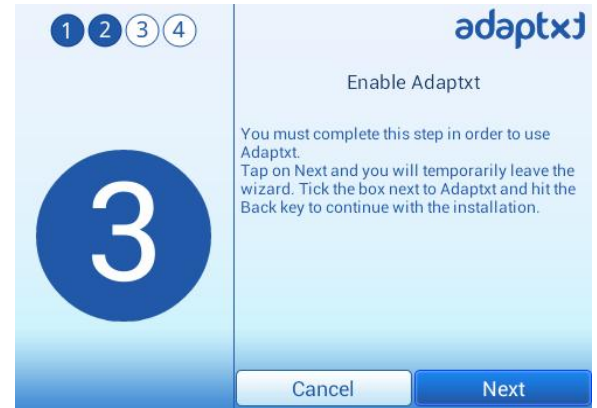 1 2 3 4
adaptxt
Enable Adaptxt
You must complete this step in order to use
Adaptxt.
Tap on Next and you will temporarily leave the
wizard. Tick the box next to Adaptxt and hit the
Back key to continue with the installation.
3
Cancel
Next